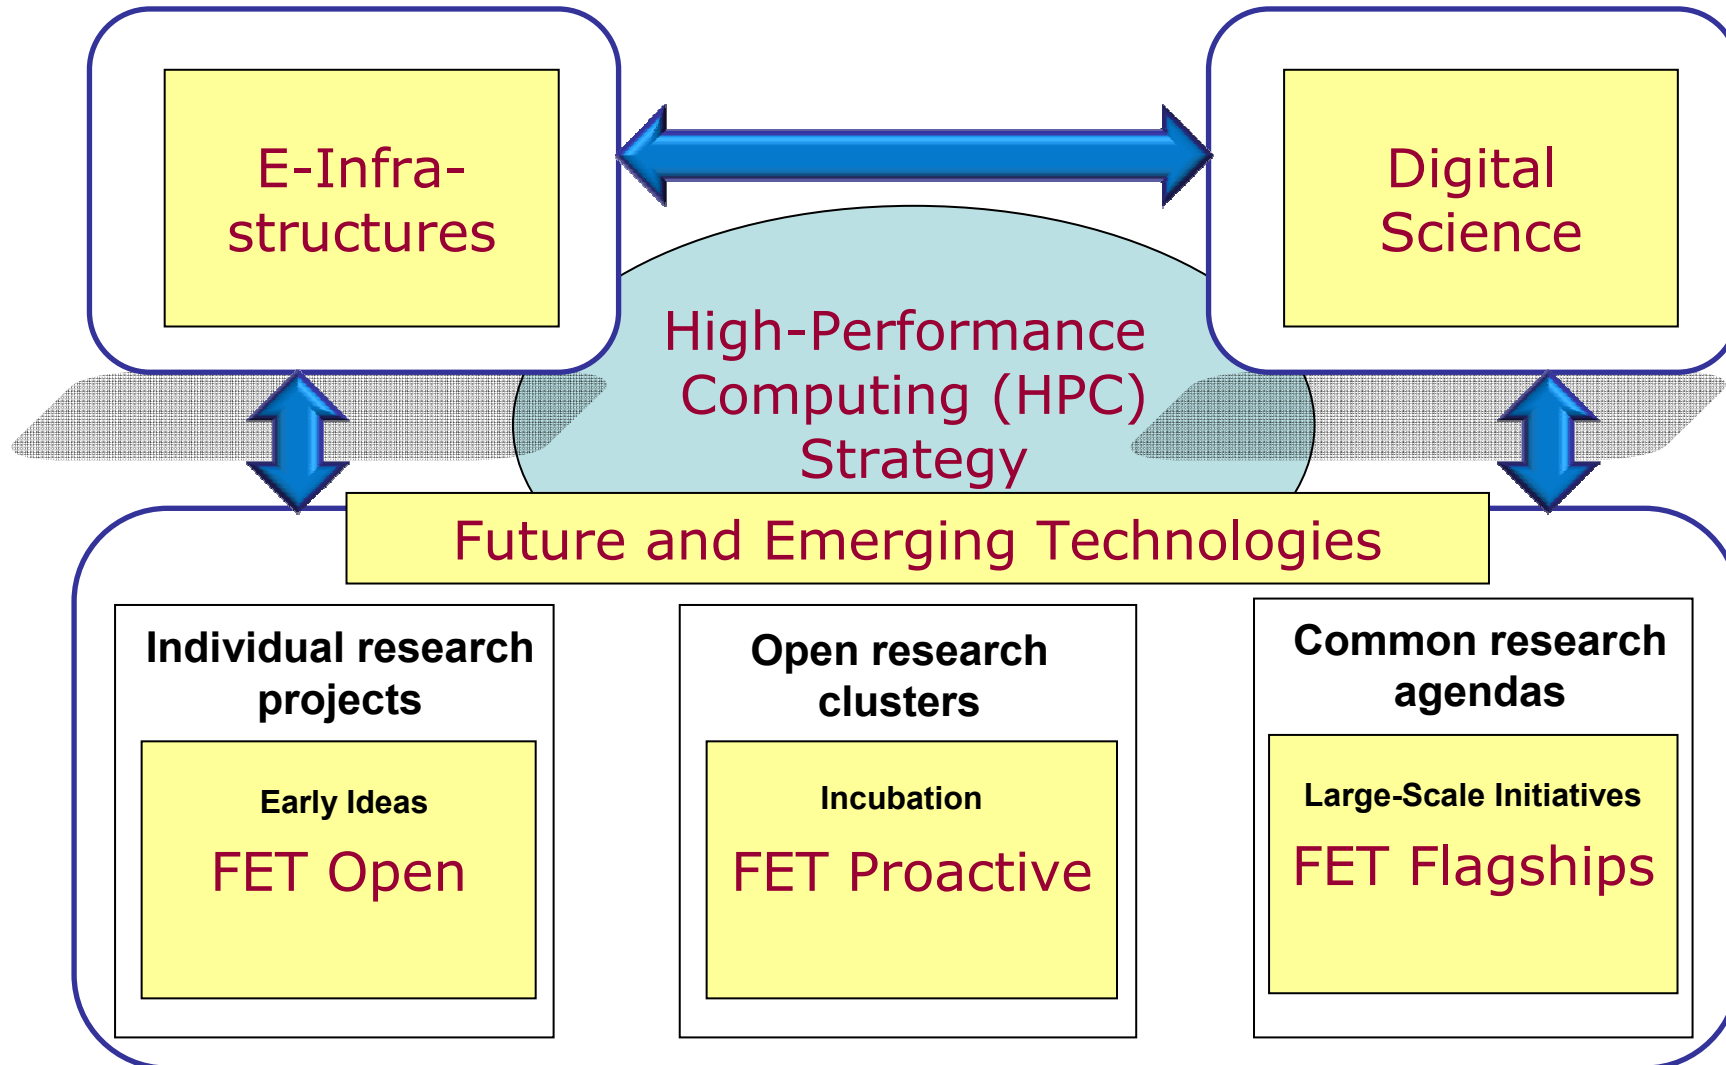 E-Infra-
structures
Digital
Science
High-Performance
Computing (HPC)
Strategy
Future and Emerging Technologies
Individual research
projects
Early Ideas
FET Open
Open research
clusters
Incubation
FET Proactive
Common research
agendas
Large-Scale Initiatives
FET Flagships